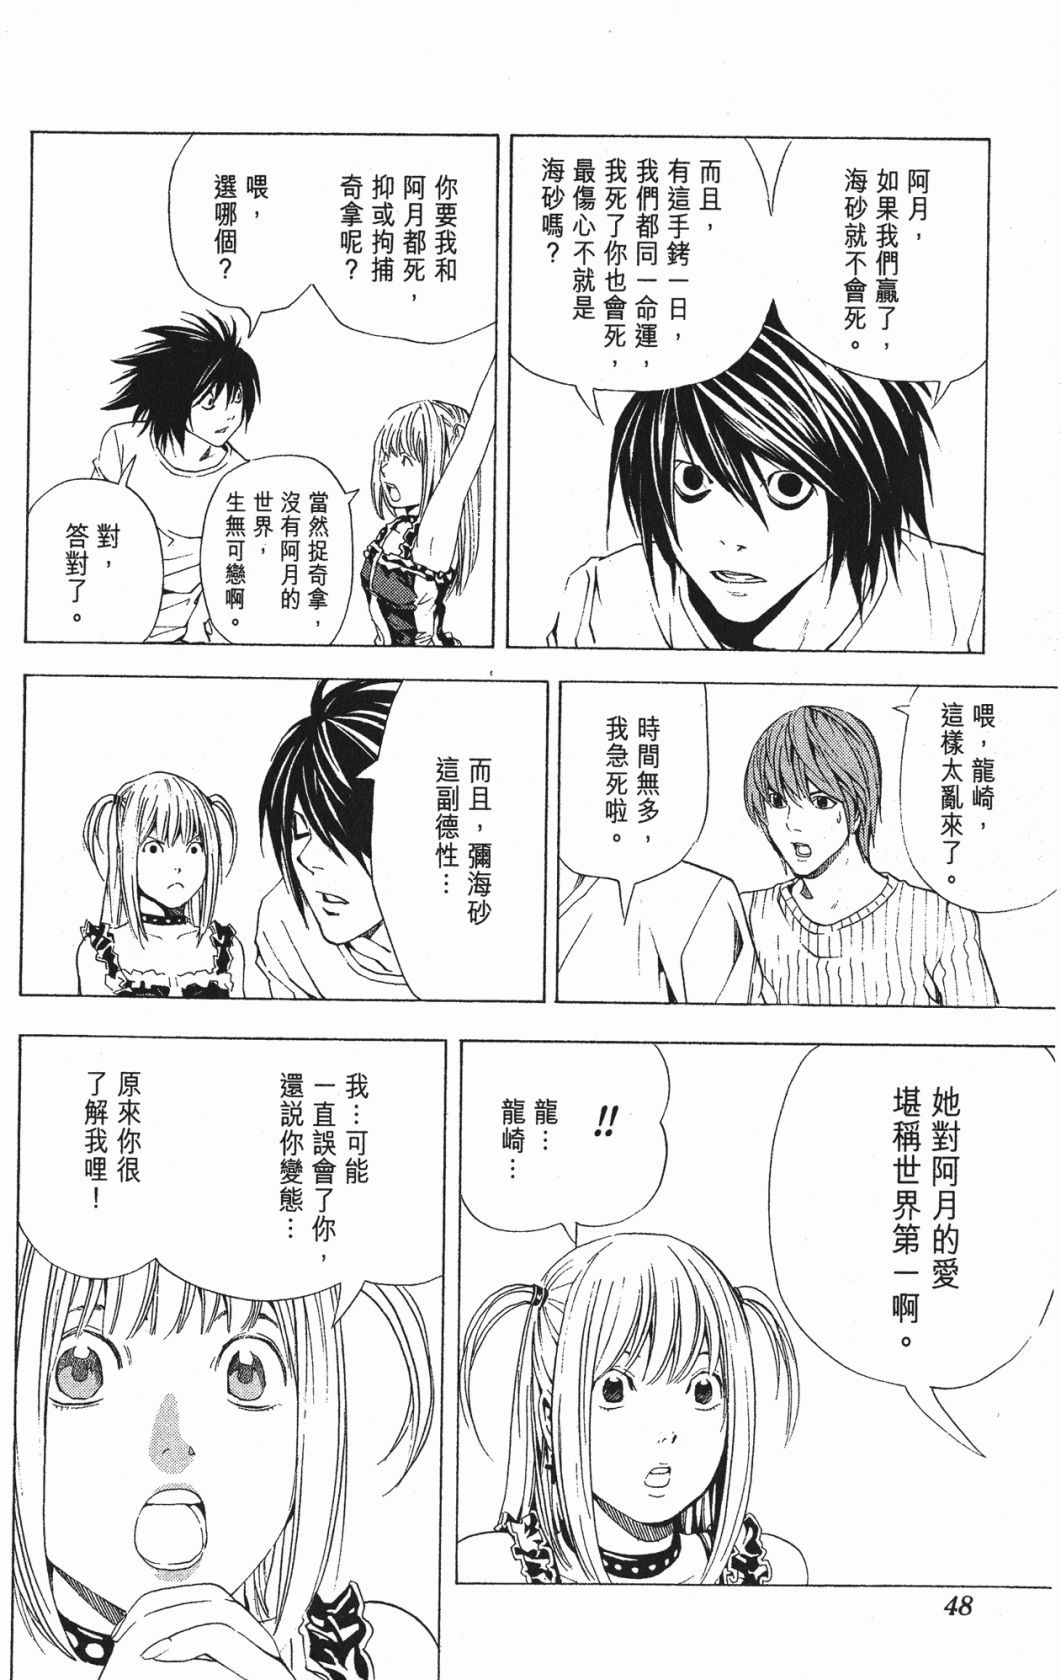 阿月，
如果我們贏了，
海砂就不會死。
而且，
有這手銬一日，
我們都同一命運，
我死了你也會死，
最傷心不就是
海砂嗎？
你要我和
阿月都死，
抑或拘捕
奇拿呢？
喂，
選哪個？
當然捉奇拿，
沒有阿月的
世界，
生無可戀啊。
對，
答對了。
喂，龍崎，
這樣太亂來了。
時間無多，
我急死啦。
而且，彌海砂
這副德性…
她對阿月的愛
堪稱世界第一啊。
!!
龍…
龍崎…
我…可能
一直誤會了你，
還說你變態…
原來你很
了解我哩！
48